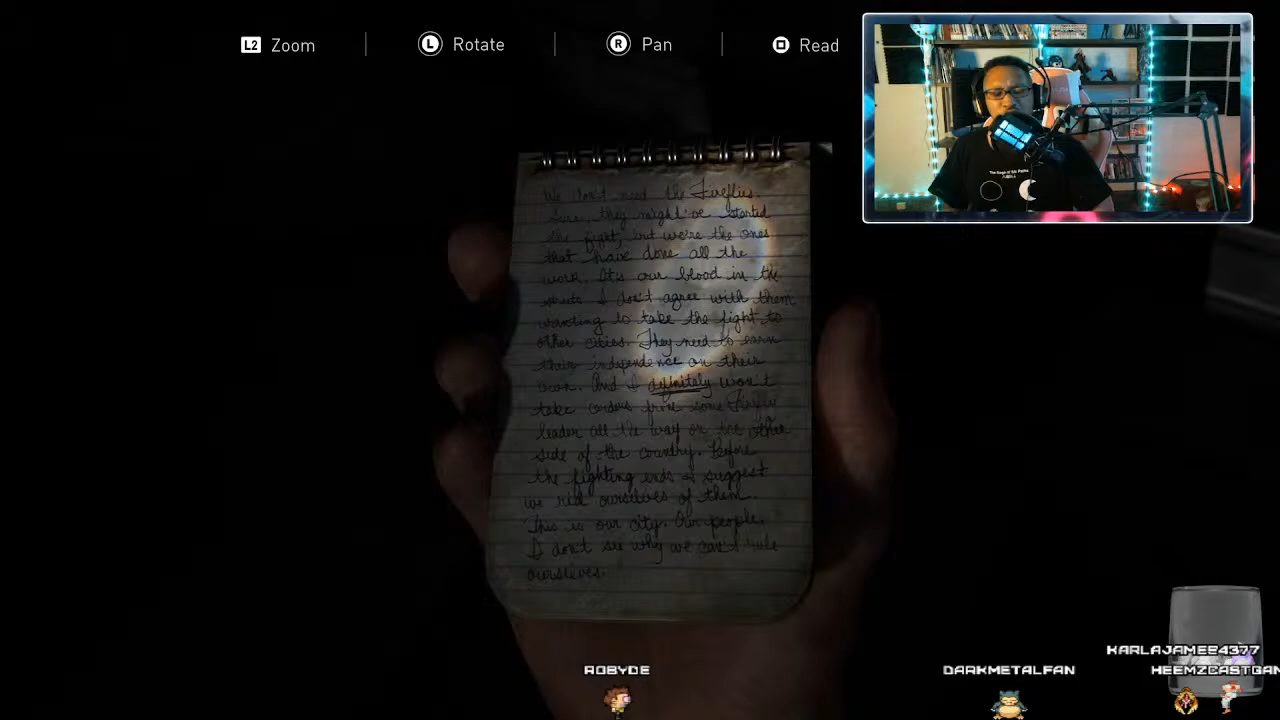 L2 Zoom
L Rotate
R Pan
Read
We don't need the Fireflies.
Sure, they might've started
the fight, but we're the ones
that have done all the
work. It's our blood in the
streets. I don't agree with them
wanting to take the fight to
other cities. They need to earn
their independence on their
own. And I definitely won't
take orders from some Firefly
leader all the way on the other
side of the country. Before
the fighting ends I suggest
we rid ourselves of them.
This is our city. Our people.
I don't see why we can't rule
ourselves.
ROBYDE
DARKMETALFAN
KARLAJAMEE4377